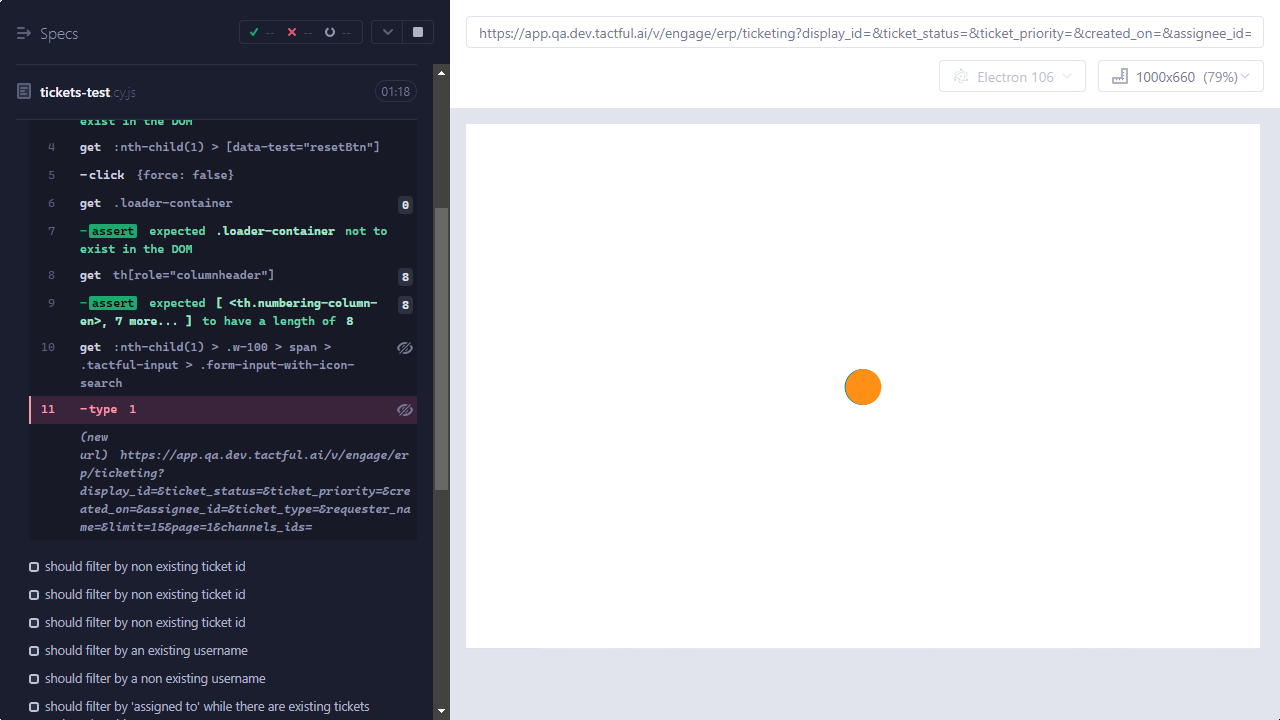 Specs
-- -- --
https://app.qa.dev.tactful.ai/v/engage/erp/ticketing?display_id=&ticket_status=&ticket_priority=&created_on=&assignee_id=
Electron 106
1000x660 (79%)
tickets-test cy.js
01:18
exist in the DOM
4 get :nth-child(1) > [data-test="resetBtn"]
5 -click {force: false}
6 get .loader-container 0
7 -assert expected .loader-container not to
exist in the DOM
8 get th[role="columnheader"] 8
9 -assert expected [ <th.numbering-column- 8
en>, 7 more... ] to have a length of 8
10 get :nth-child(1) > .w-100 > span >
.tactful-input > .form-input-with-icon-
search
11 -type 1
(new
url) https://app.qa.dev.tactful.ai/v/engage/er
p/ticketing?
display_id=&ticket_status=&ticket_priority=&cre
ated_on=&assignee_id=&ticket_type=&requester_na
me=&limit=15&page=1&channels_ids=
should filter by non existing ticket id
should filter by non existing ticket id
should filter by non existing ticket id
should filter by an existing username
should filter by a non existing username
should filter by 'assigned to' while there are existing tickets